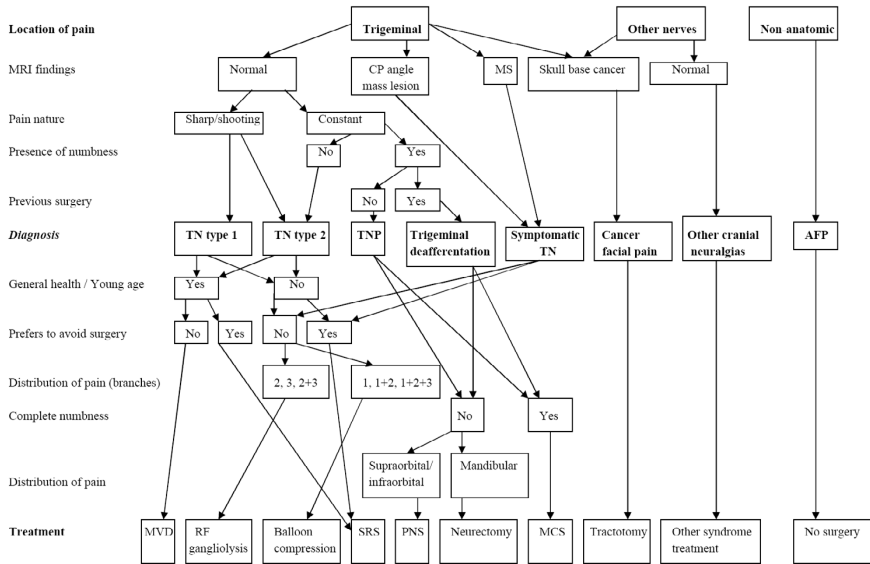 Location of pain
Trigeminal
Other nerves
Non-anatomic
MRI findings
Normal
CP angle
mass lesion
MS
Skull base cancer
Normal
Pain nature
Sharp/shooting
Constant
Presence of numbness
No
Yes
Previous surgery
No
Yes
Diagnosis
TN type 1
TN type 2
TNP
Trigeminal
deafferentation
Symptomatic
TN
Cancer
facial pain
Other cranial
neuralgias
AFP
General health / Young age
Yes
No
Prefers to avoid surgery
No
Yes
No
Yes
Distribution of pain (branches)
2, 3, 2+3
1, 1+2, 1+2+3
Complete numbness
No
Yes
Distribution of pain
Supraorbital/
infraorbital
Mandibular
Treatment
MVD
RF
gangliolysis
Balloon
compression
SRS
PNS
Neurectomy
MCS
Tractotomy
Other syndrome
treatment
No surgery